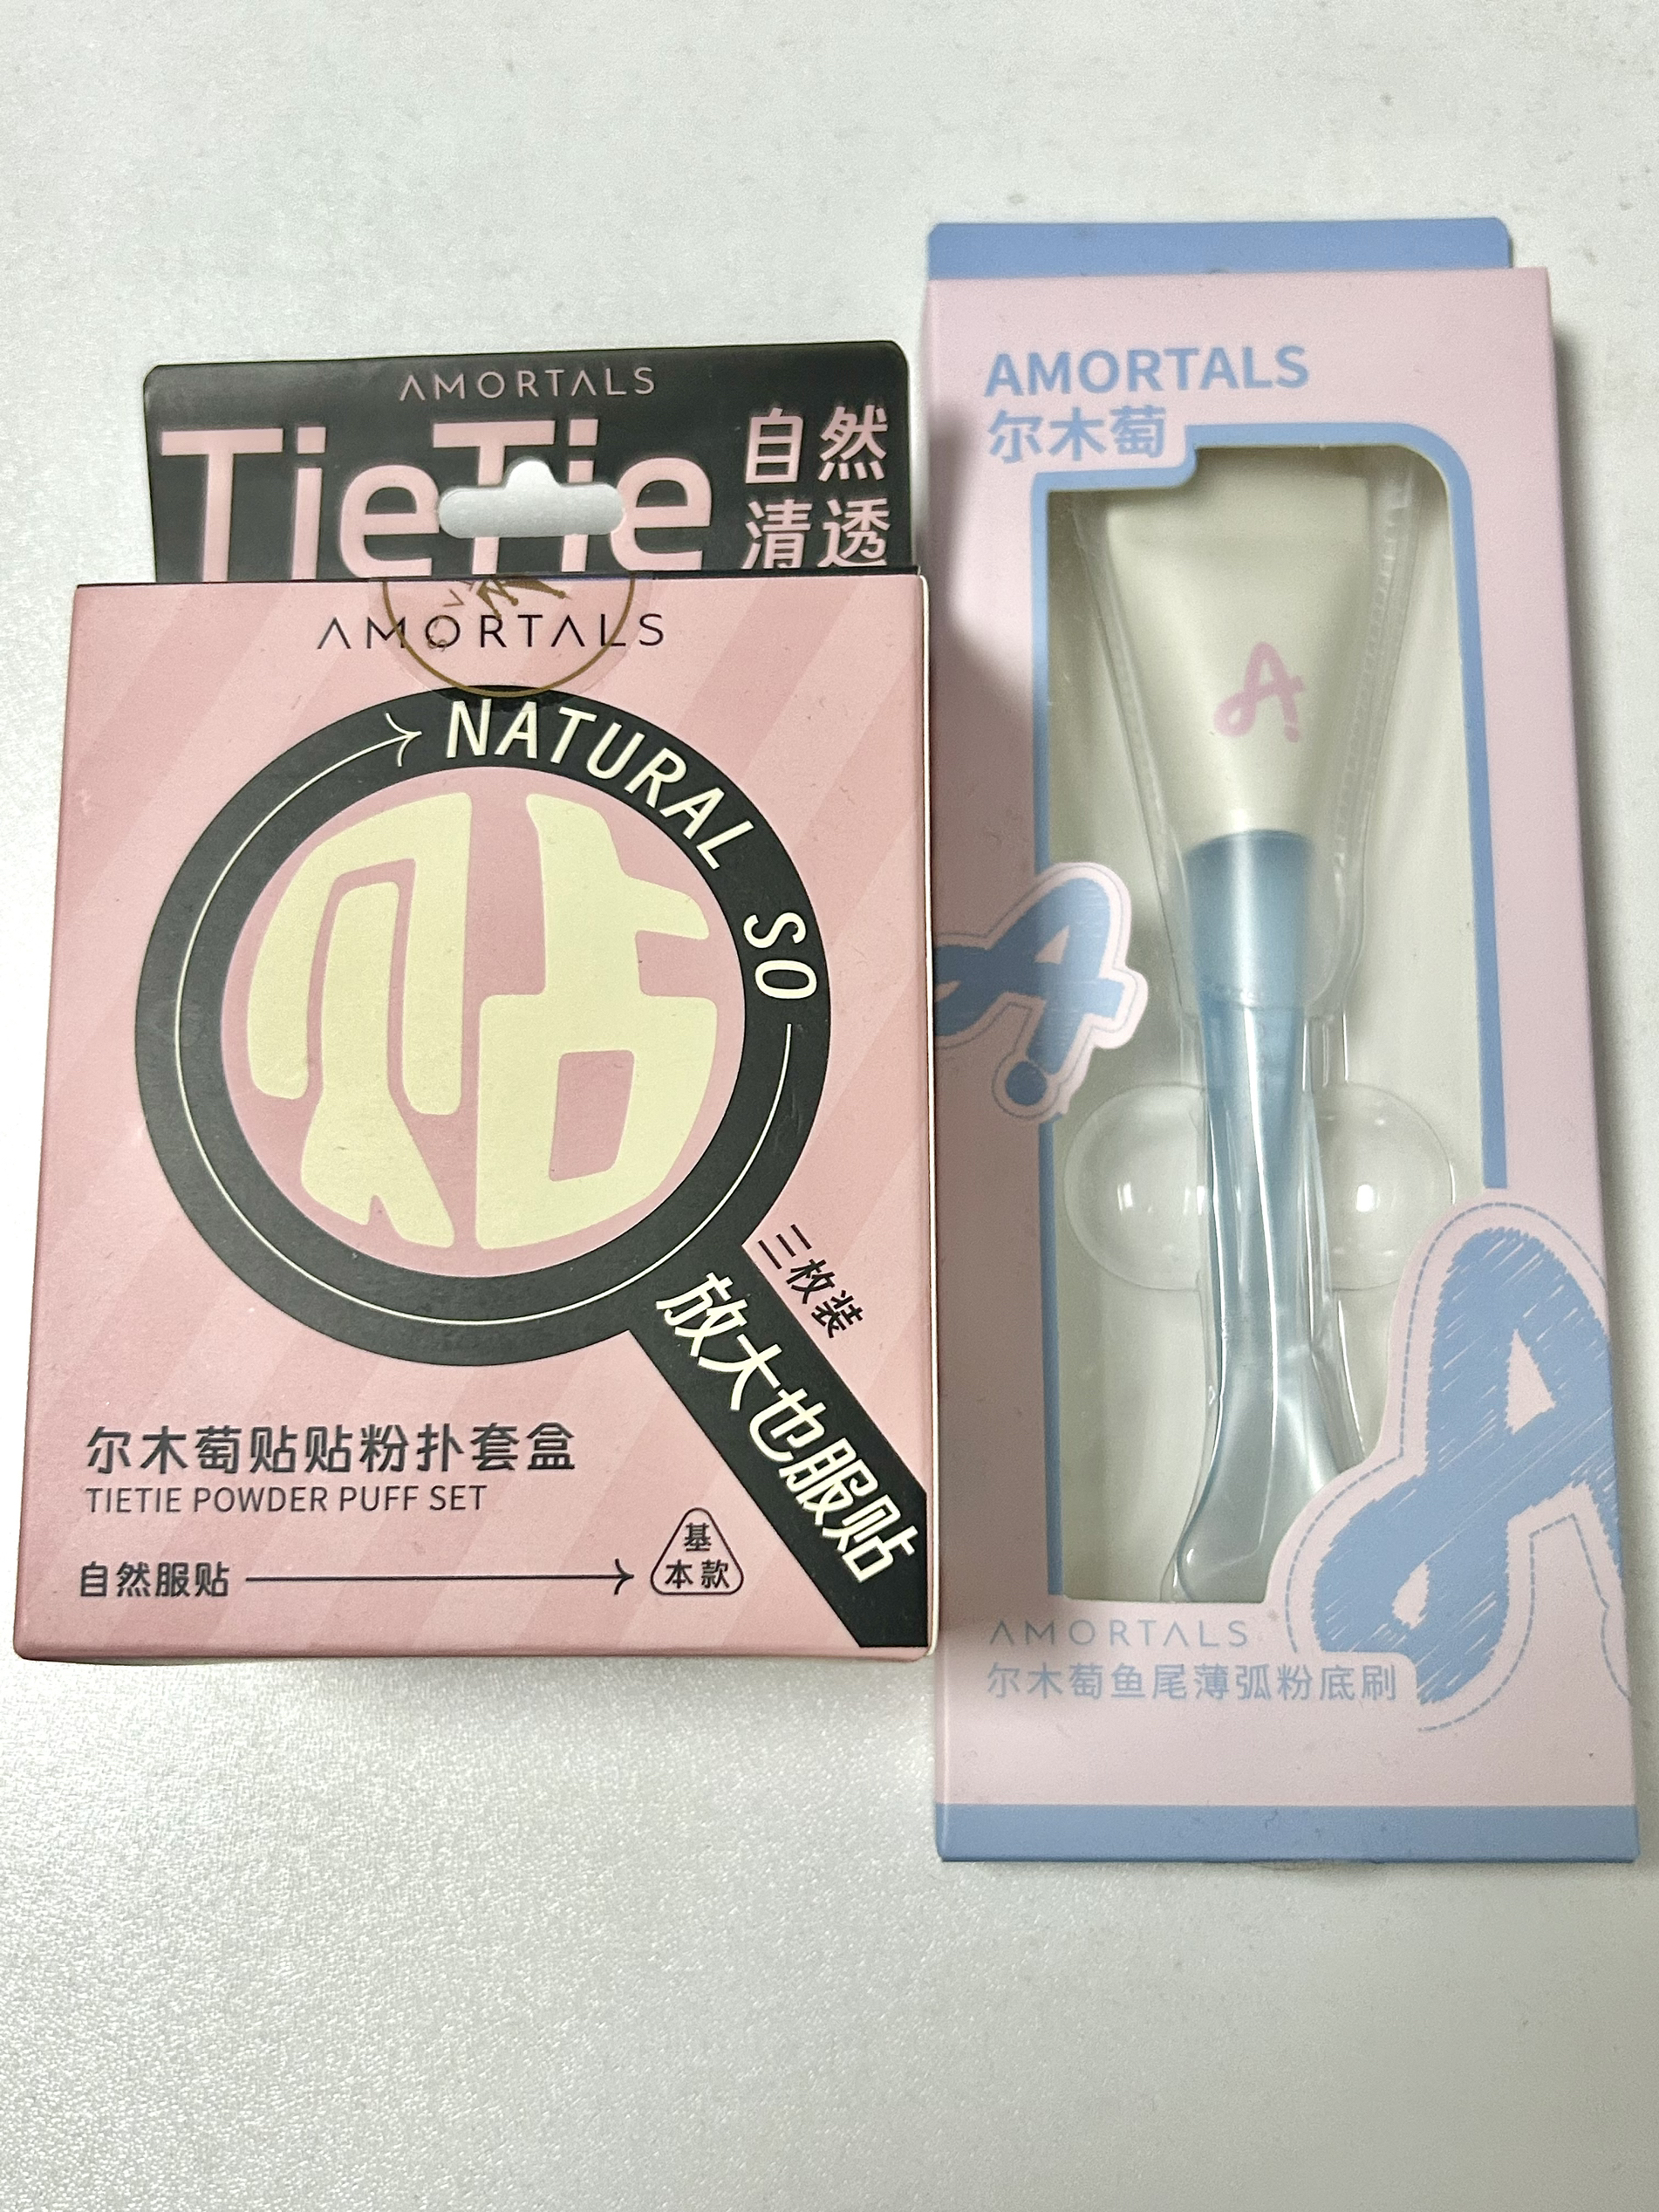 AMORTALS
TieTie
自然
清透
AMORTALS
NATURAL SO
贴
三枚装
放大也服贴
尔木萄贴贴粉扑套盒
TIETIE POWDER PUFF SET
自然服贴
基
本款
AMORTALS
尔木萄
A
A
A
AMORTALS
尔木萄鱼尾薄弧粉底刷